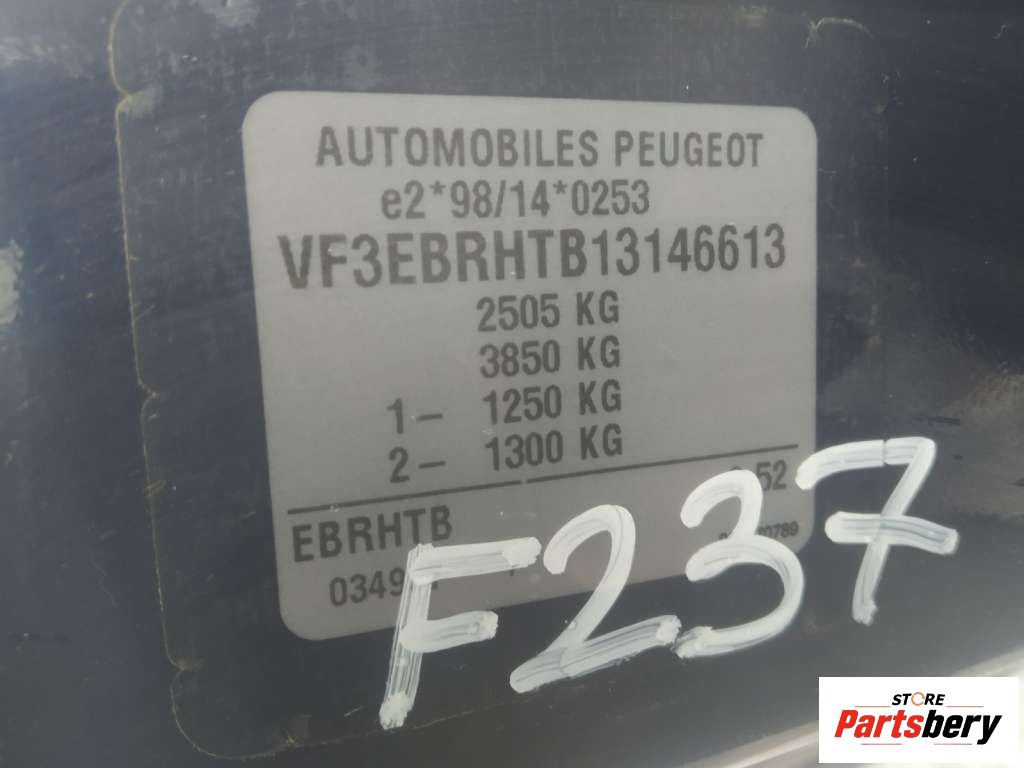 AUTOMOBILES PEUGEOT
e2*98/14*0253
VF3EBRHTB13146613
2505 KG
3850 KG
1- 1250 KG
2- 1300 KG
EBRHTB
F237
STORE
Partsbery